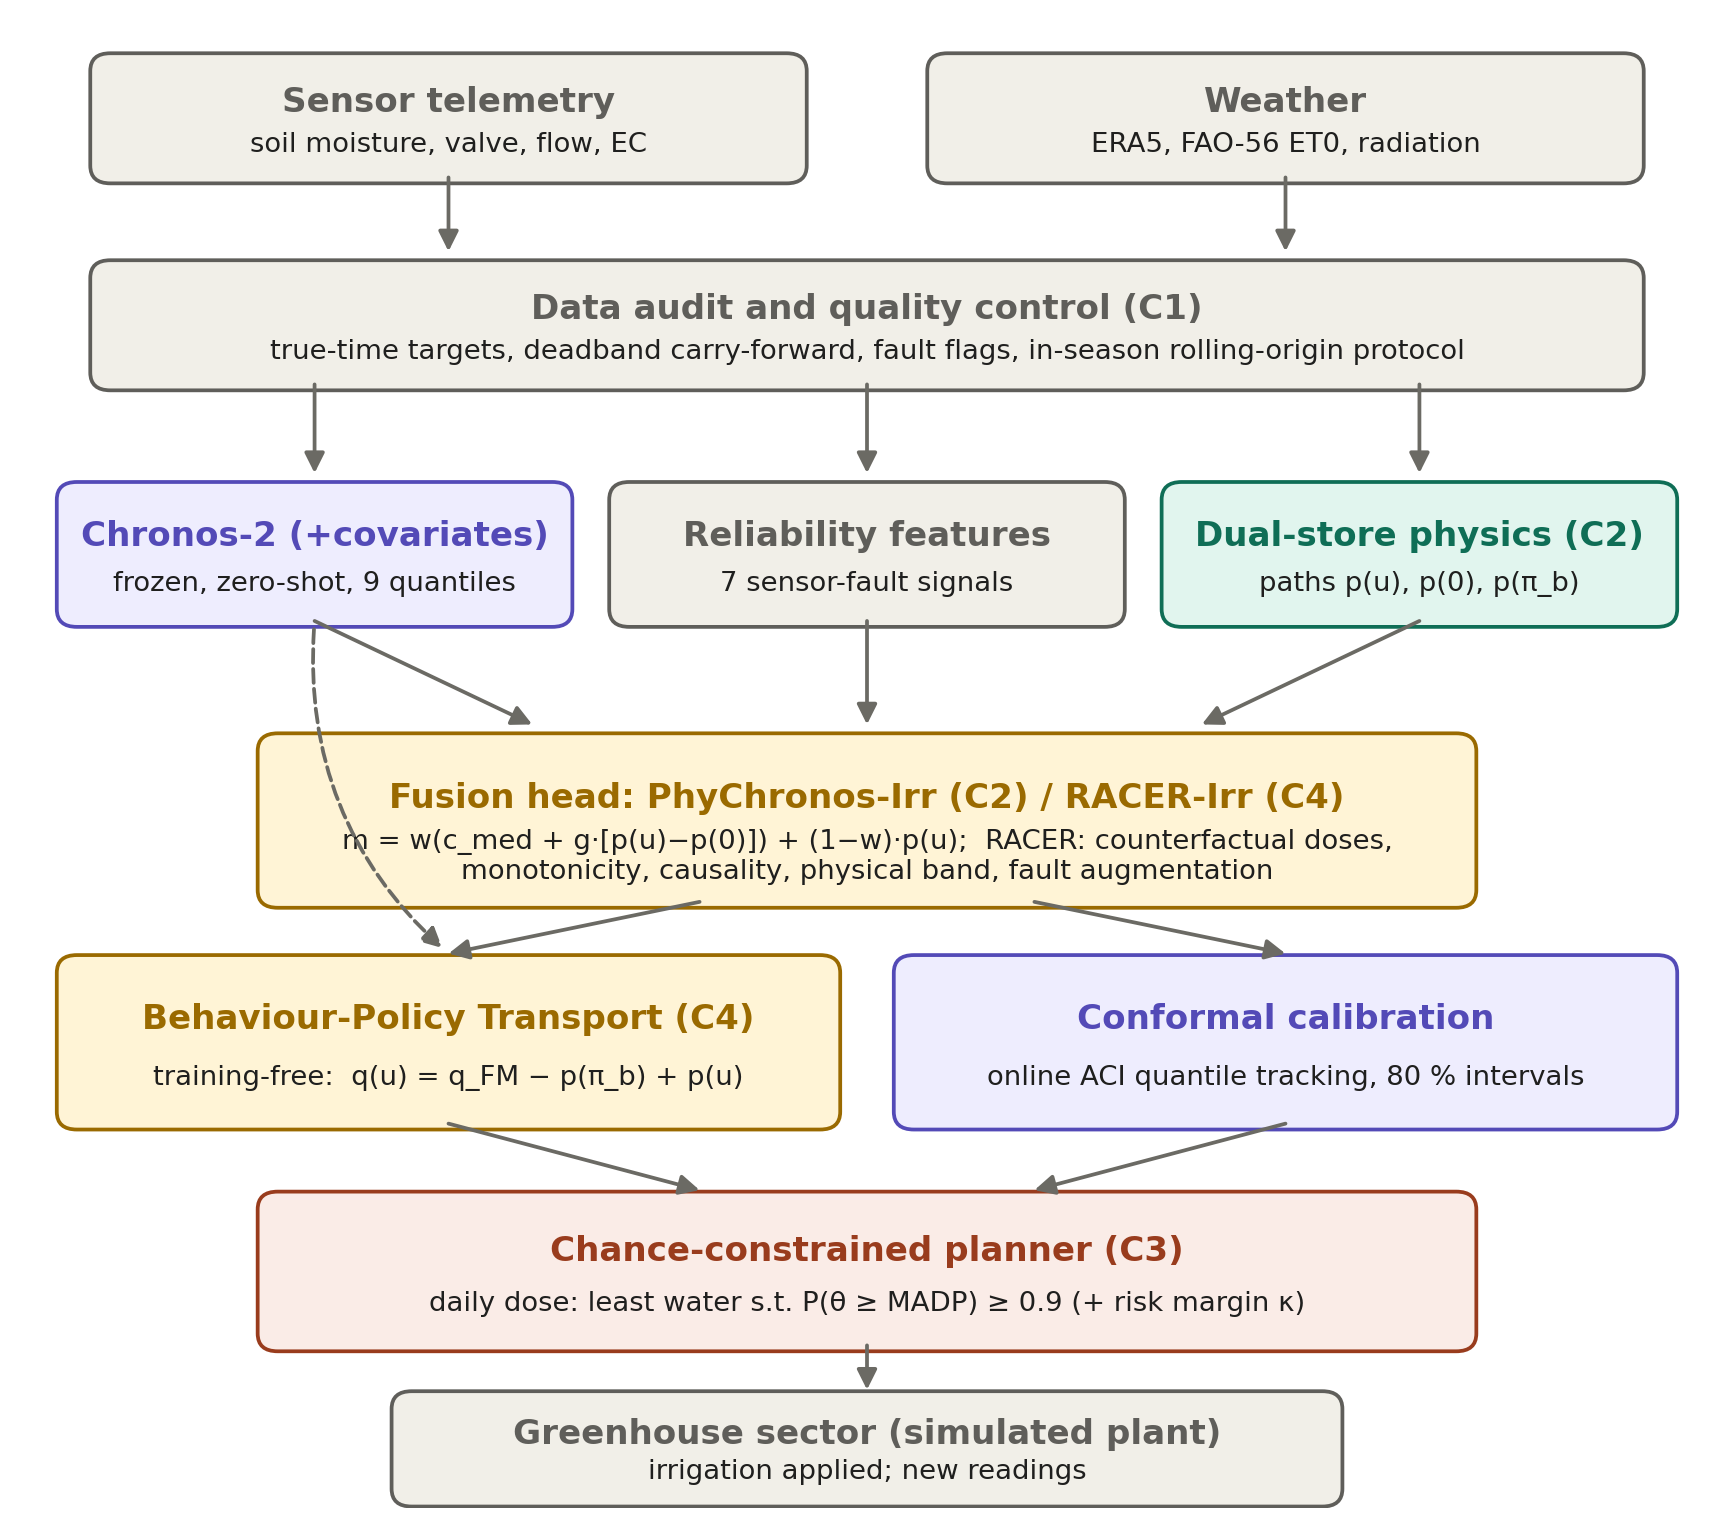 Sensor telemetry
soil moisture, valve, flow, EC
Weather
ERA5, FAO-56 ET0, radiation
Data audit and quality control (C1)
true-time targets, deadband carry-forward, fault flags, in-season rolling-origin protocol
Chronos-2 (+covariates)
frozen, zero-shot, 9 quantiles
Reliability features
7 sensor-fault signals
Dual-store physics (C2)
paths p(u), p(0), p(π_b)
Fusion head: PhyChronos-Irr (C2) / RACER-Irr (C4)
m = w(c_med + g·[p(u)−p(0)]) + (1−w)·p(u);  RACER: counterfactual doses,
monotonicity, causality, physical band, fault augmentation
Behaviour-Policy Transport (C4)
training-free:  q(u) = q_FM − p(π_b) + p(u)
Conformal calibration
online ACI quantile tracking, 80 % intervals
Chance-constrained planner (C3)
daily dose: least water s.t. P(θ ≥ MADP) ≥ 0.9 (+ risk margin κ)
Greenhouse sector (simulated plant)
irrigation applied; new readings